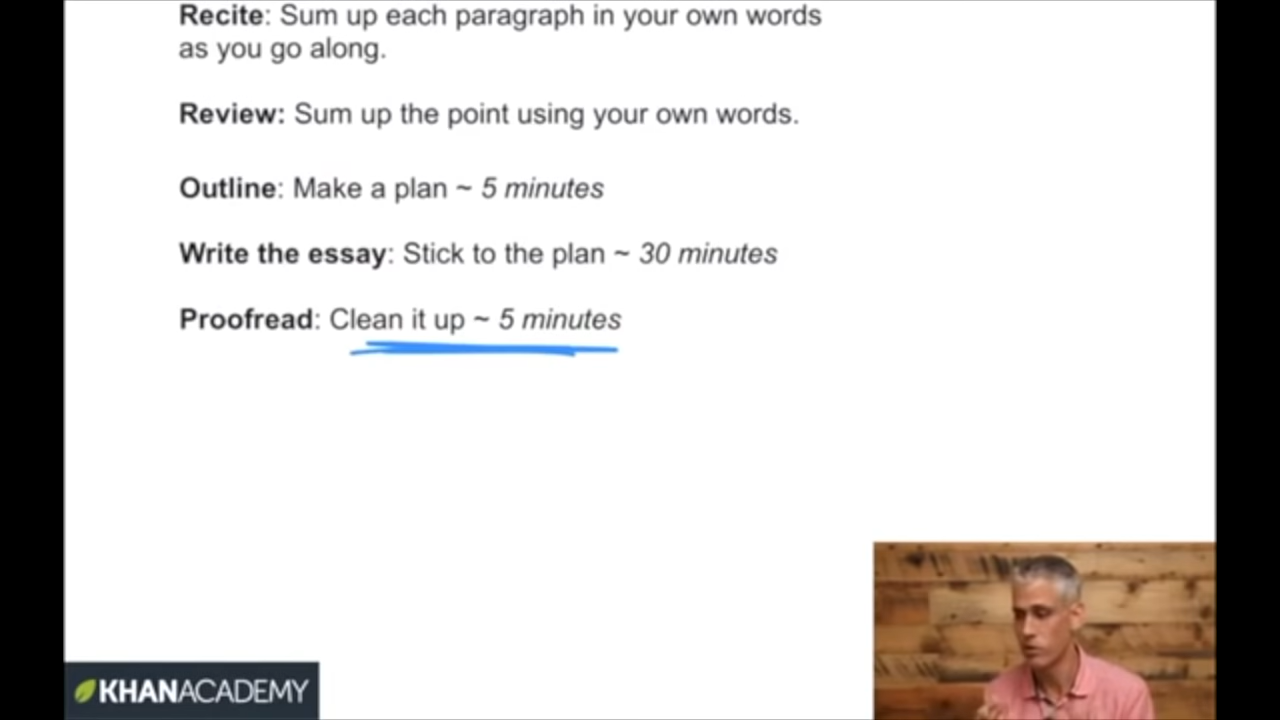 Recite: Sum up each paragraph in your own words
as you go along.
Review: Sum up the point using your own words.
Outline: Make a plan ~ 5 minutes
Write the essay: Stick to the plan ~ 30 minutes
Proofread: Clean it up ~ 5 minutes
KHANACADEMY